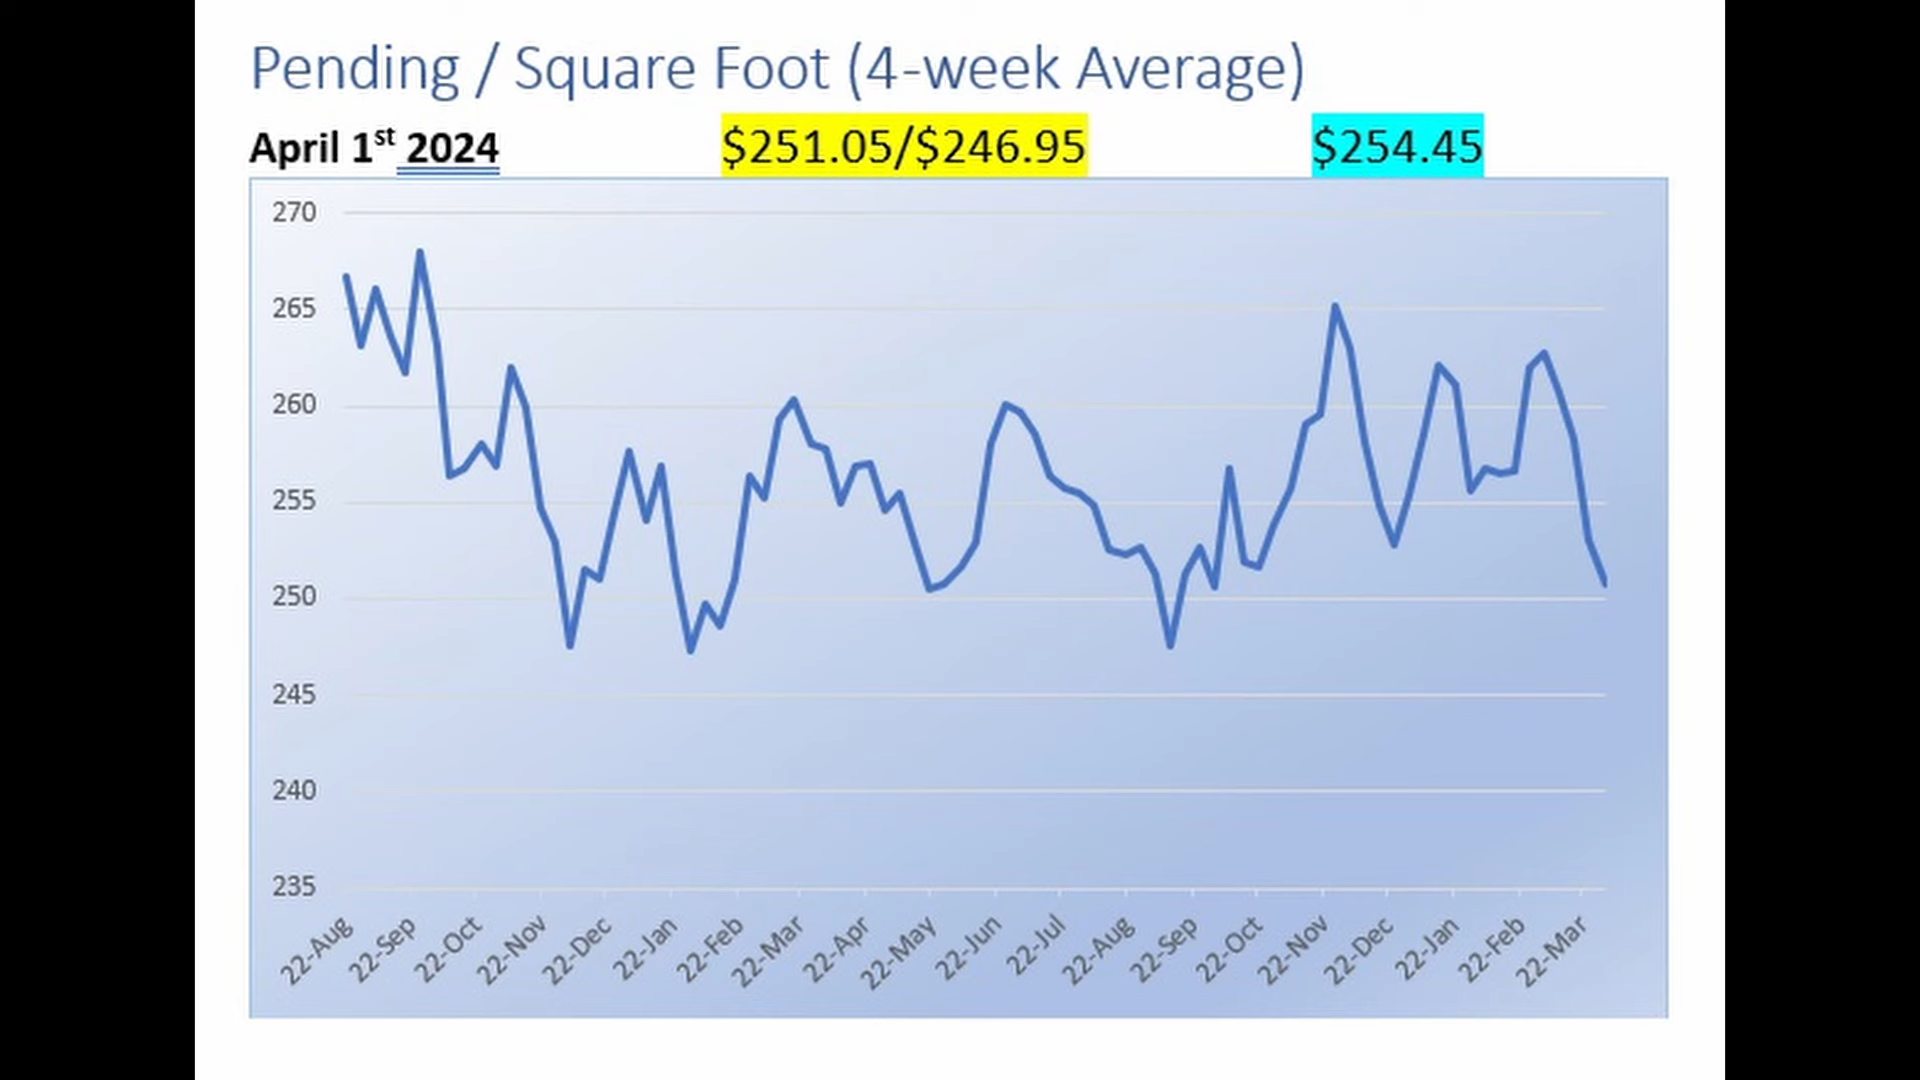 Pending / Square Foot (4-week Average)
April 1st 2024 $251.05/$246.95 $254.45
270
265
260
255
250
245
240
235
22-Aug 22-Sep 22-Oct 22-Nov 22-Dec 22-Jan 22-Feb 22-Mar 22-Apr 22-May 22-Jun 22-Jul 22-Aug 22-Sep 22-Oct 22-Nov 22-Dec 22-Jan 22-Feb 22-Mar